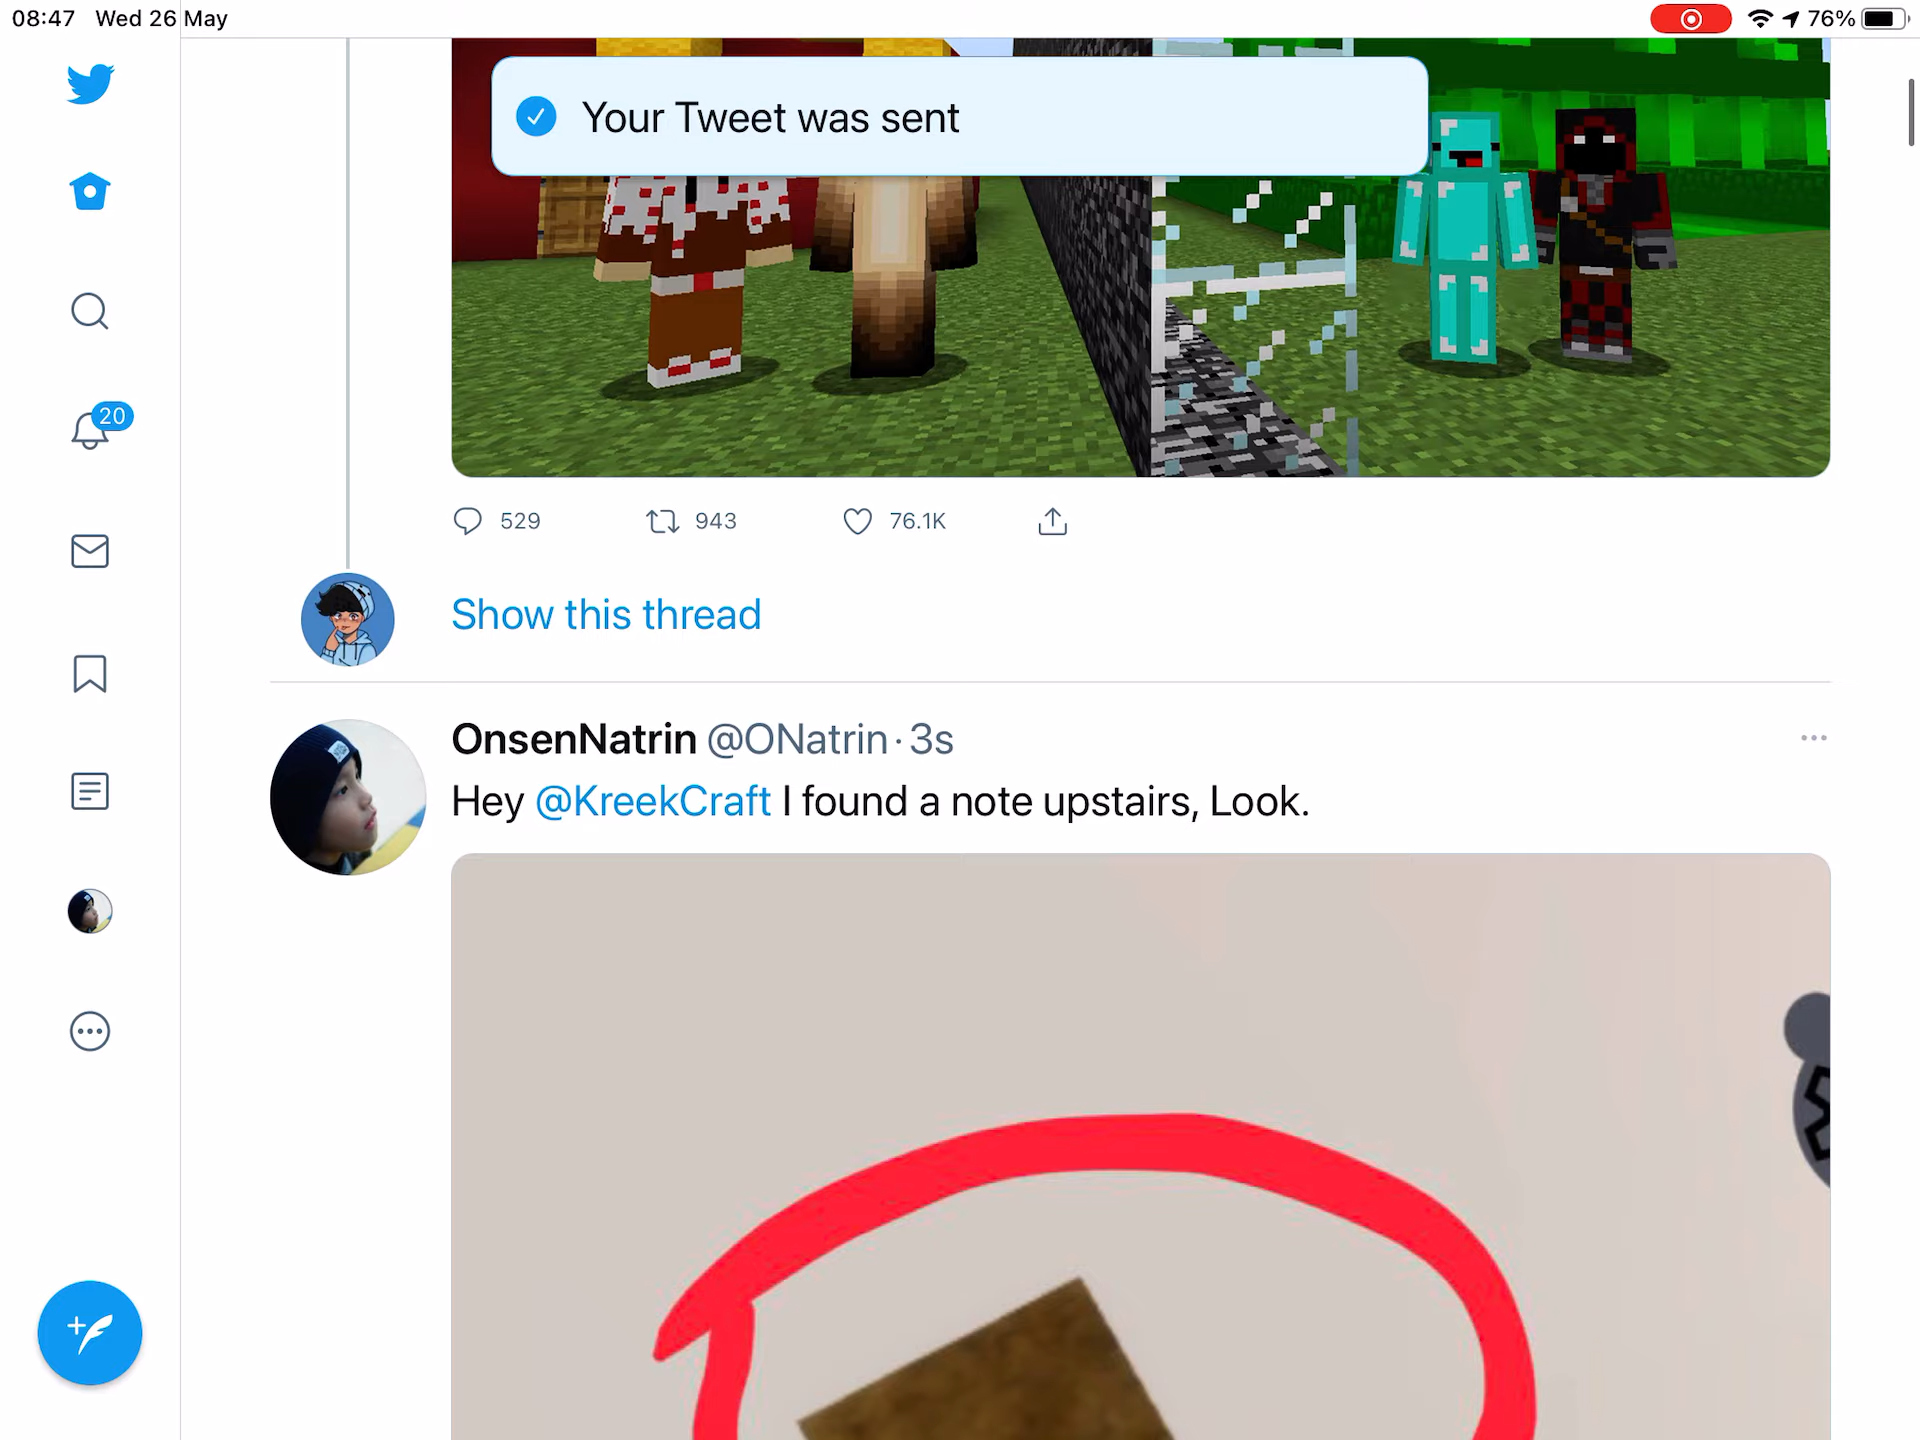 08:47 Wed 26 May
76%
Your Tweet was sent
20
529 943 76.1K
Show this thread
OnsenNatrin @ONatrin · 3s
Hey @KreekCraft I found a note upstairs, Look.